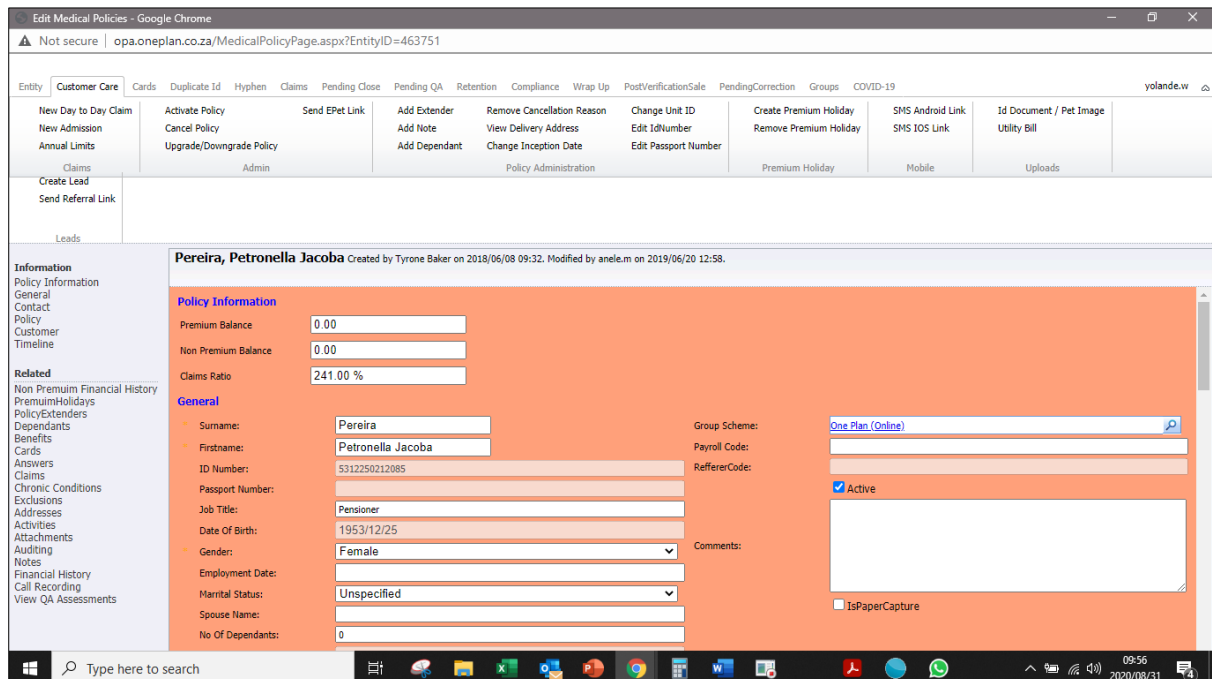 Edit Medical Policies - Google Chrome
Not secure | opa.oneplan.co.za/MedicalPolicyPage.aspx?EntityID=463751
Entity Customer Care Cards Duplicate Id Hyphen Claims Pending Close Pending QA Retention Compliance Wrap Up PostVerificationSale PendingCorrection Groups COVID-19 yolande.w
New Day to Day Claim Activate Policy Send EPet Link Add Extender Remove Cancellation Reason Change Unit ID Create Premium Holiday SMS Android Link Id Document / Pet Image
New Admission Cancel Policy Add Note View Delivery Address Edit IdNumber Remove Premium Holiday SMS IOS Link Utility Bill
Annual Limits Upgrade/Downgrade Policy Add Dependant Change Inception Date Edit Passport Number
Claims Admin Policy Administration Premium Holiday Mobile Uploads
Create Lead
Send Referral Link
Leads
Pereira, Petronella Jacoba Created by Tyrone Baker on 2018/06/08 09:32. Modified by anele.m on 2019/06/20 12:58.
Information
Policy Information
General
Contact
Policy
Customer
Timeline
Related
Non Premuim Financial History
PremuimHolidays
PolicyExtenders
Dependants
Benefits
Cards
Answers
Claims
Chronic Conditions
Exclusions
Addresses
Activities
Attachments
Auditing
Notes
Financial History
Call Recording
View QA Assessments
Policy Information
Premium Balance 0.00
Non Premium Balance 0.00
Claims Ratio 241.00 %
General
Surname: Pereira
Firstname: Petronella Jacoba
ID Number: 5312250212085
Passport Number:
Job Title: Pensioner
Date Of Birth: 1953/12/25
Gender: Female
Employment Date:
Marrital Status: Unspecified
Spouse Name:
No Of Dependants: 0
Group Scheme: One Plan (Online)
Payroll Code:
ReffererCode:
Active
Comments:
IsPaperCapture
Type here to search
09:56
2020/08/31
4